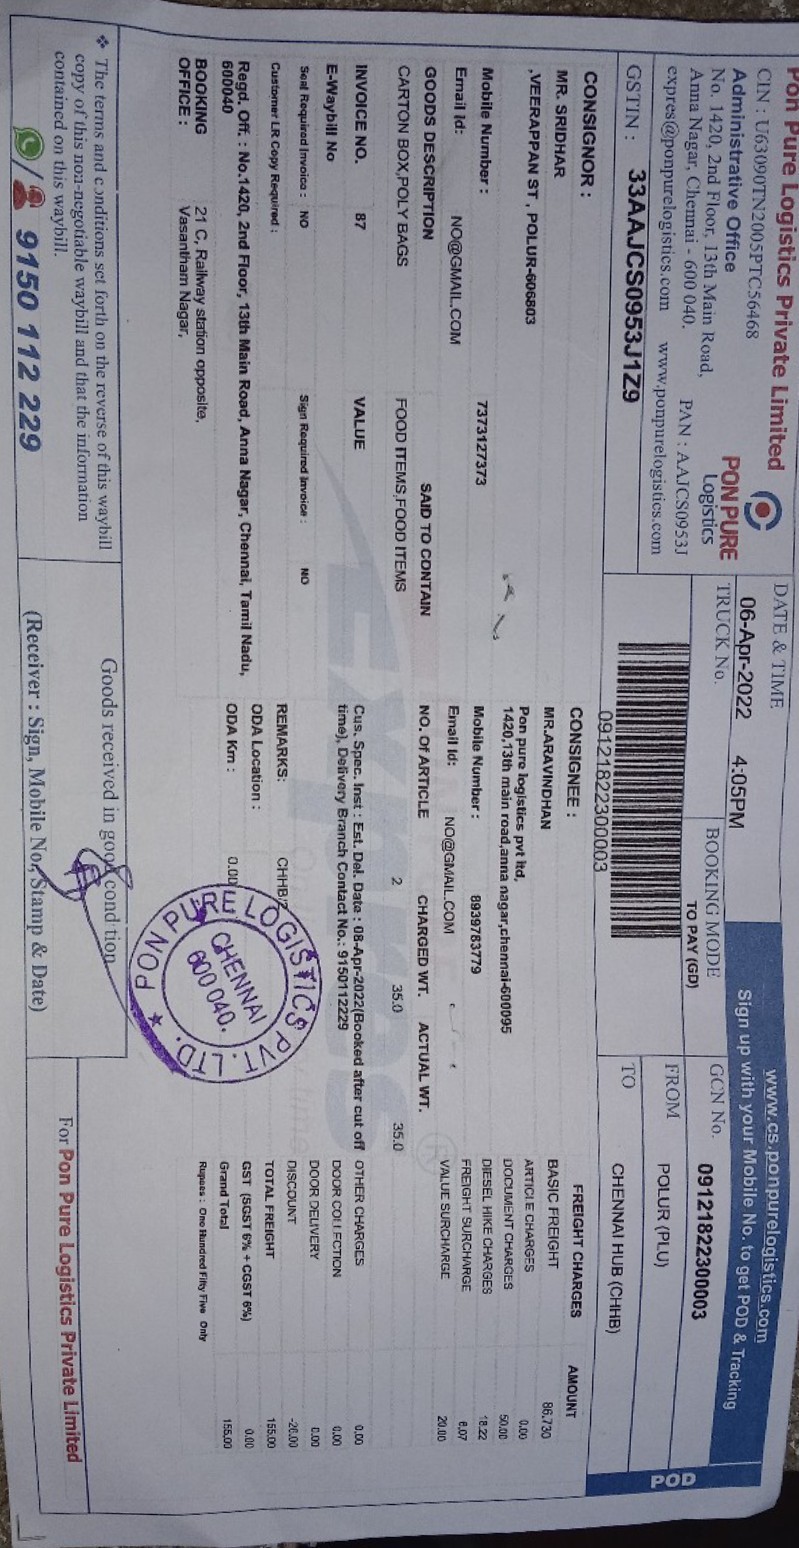 Pon Pure Logistics Private Limited
CIN : U63090TN2005PTC56468
Administrative Office
No. 1420, 2nd Floor, 13th Main Road,
Anna Nagar, Chennai - 600 040. PAN : AAJCS0953J
expres@ponpurelogistics.com www.ponpurelogistics.com
PON PURE
Logistics
GSTIN : 33AAJCS0953J1Z9
DATE & TIME
06-Apr-2022 4:05PM
TRUCK No.
BOOKING MODE
TO PAY (GD)
09121822300003
www.cs.ponpurelogistics.com
Sign up with your Mobile No. to get POD & Tracking
GCN No. 09121822300003
FROM POLUR (PLU)
TO CHENNAI HUB (CHHB)
POD
CONSIGNOR :
MR. SRIDHAR
,VEERAPPAN ST , POLUR-606803
Mobile Number : 7373127373
Email Id: NO@GMAIL.COM
CONSIGNEE :
MR.ARAVINDHAN
Pon pure logistics pvt ltd,
1420,13th main road,anna nagar,chennai-600095
Mobile Number : 8939763779
Email Id: NO@GMAIL.COM
GOODS DESCRIPTION SAID TO CONTAIN NO. Of ARTICLE CHARGED WT. ACTUAL WT.
CARTON BOX,POLY BAGS FOOD ITEMS,FOOD ITEMS 2 35.0 35.0
INVOICE NO. 87 VALUE
E-Waybill No
Seal Required Invoice : NO Sign Required Invoice : NO
Customer LR Copy Required :
Cus. Spec. Inst : Est. Del. Date : 08-Apr-2022(Booked after cut off
time), Delivery Branch Contact No.: 9150112229
REMARKS: CHHB/
ODA Location :
ODA Km : 0.00
Regd. Off. : No.1420, 2nd Floor, 13th Main Road, Anna Nagar, Chennai, Tamil Nadu,
600040
BOOKING OFFICE : 21 C, Railway station opposite,
Vasantham Nagar,
FREIGHT CHARGES AMOUNT
BASIC FREIGHT 86.730
ARTICLE CHARGES 0.00
DOCUMENT CHARGES 50.00
DIESEL HIKE CHARGES 18.22
FREIGHT SURCHARGE 6.07
VALUE SURCHARGE 20.00
OTHER CHARGES 0.00
DOOR COLLECTION 0.00
DOOR DELIVERY 0.00
DISCOUNT -26.00
TOTAL FREIGHT 155.00
GST (SGST 6% + CGST 6%) 0.00
Grand Total 155.00
Rupees : One Hundred Fifty Five Only
PON PURE LOGISTICS PVT. LTD. ★
CHENNAI
600 040.
❖ The terms and conditions set forth on the reverse of this waybill
copy of this non-negotiable waybill and that the information
contained on this waybill.
9150 112 229
Goods received in good condition
(Receiver : Sign, Mobile No, Stamp & Date)
For Pon Pure Logistics Private Limited